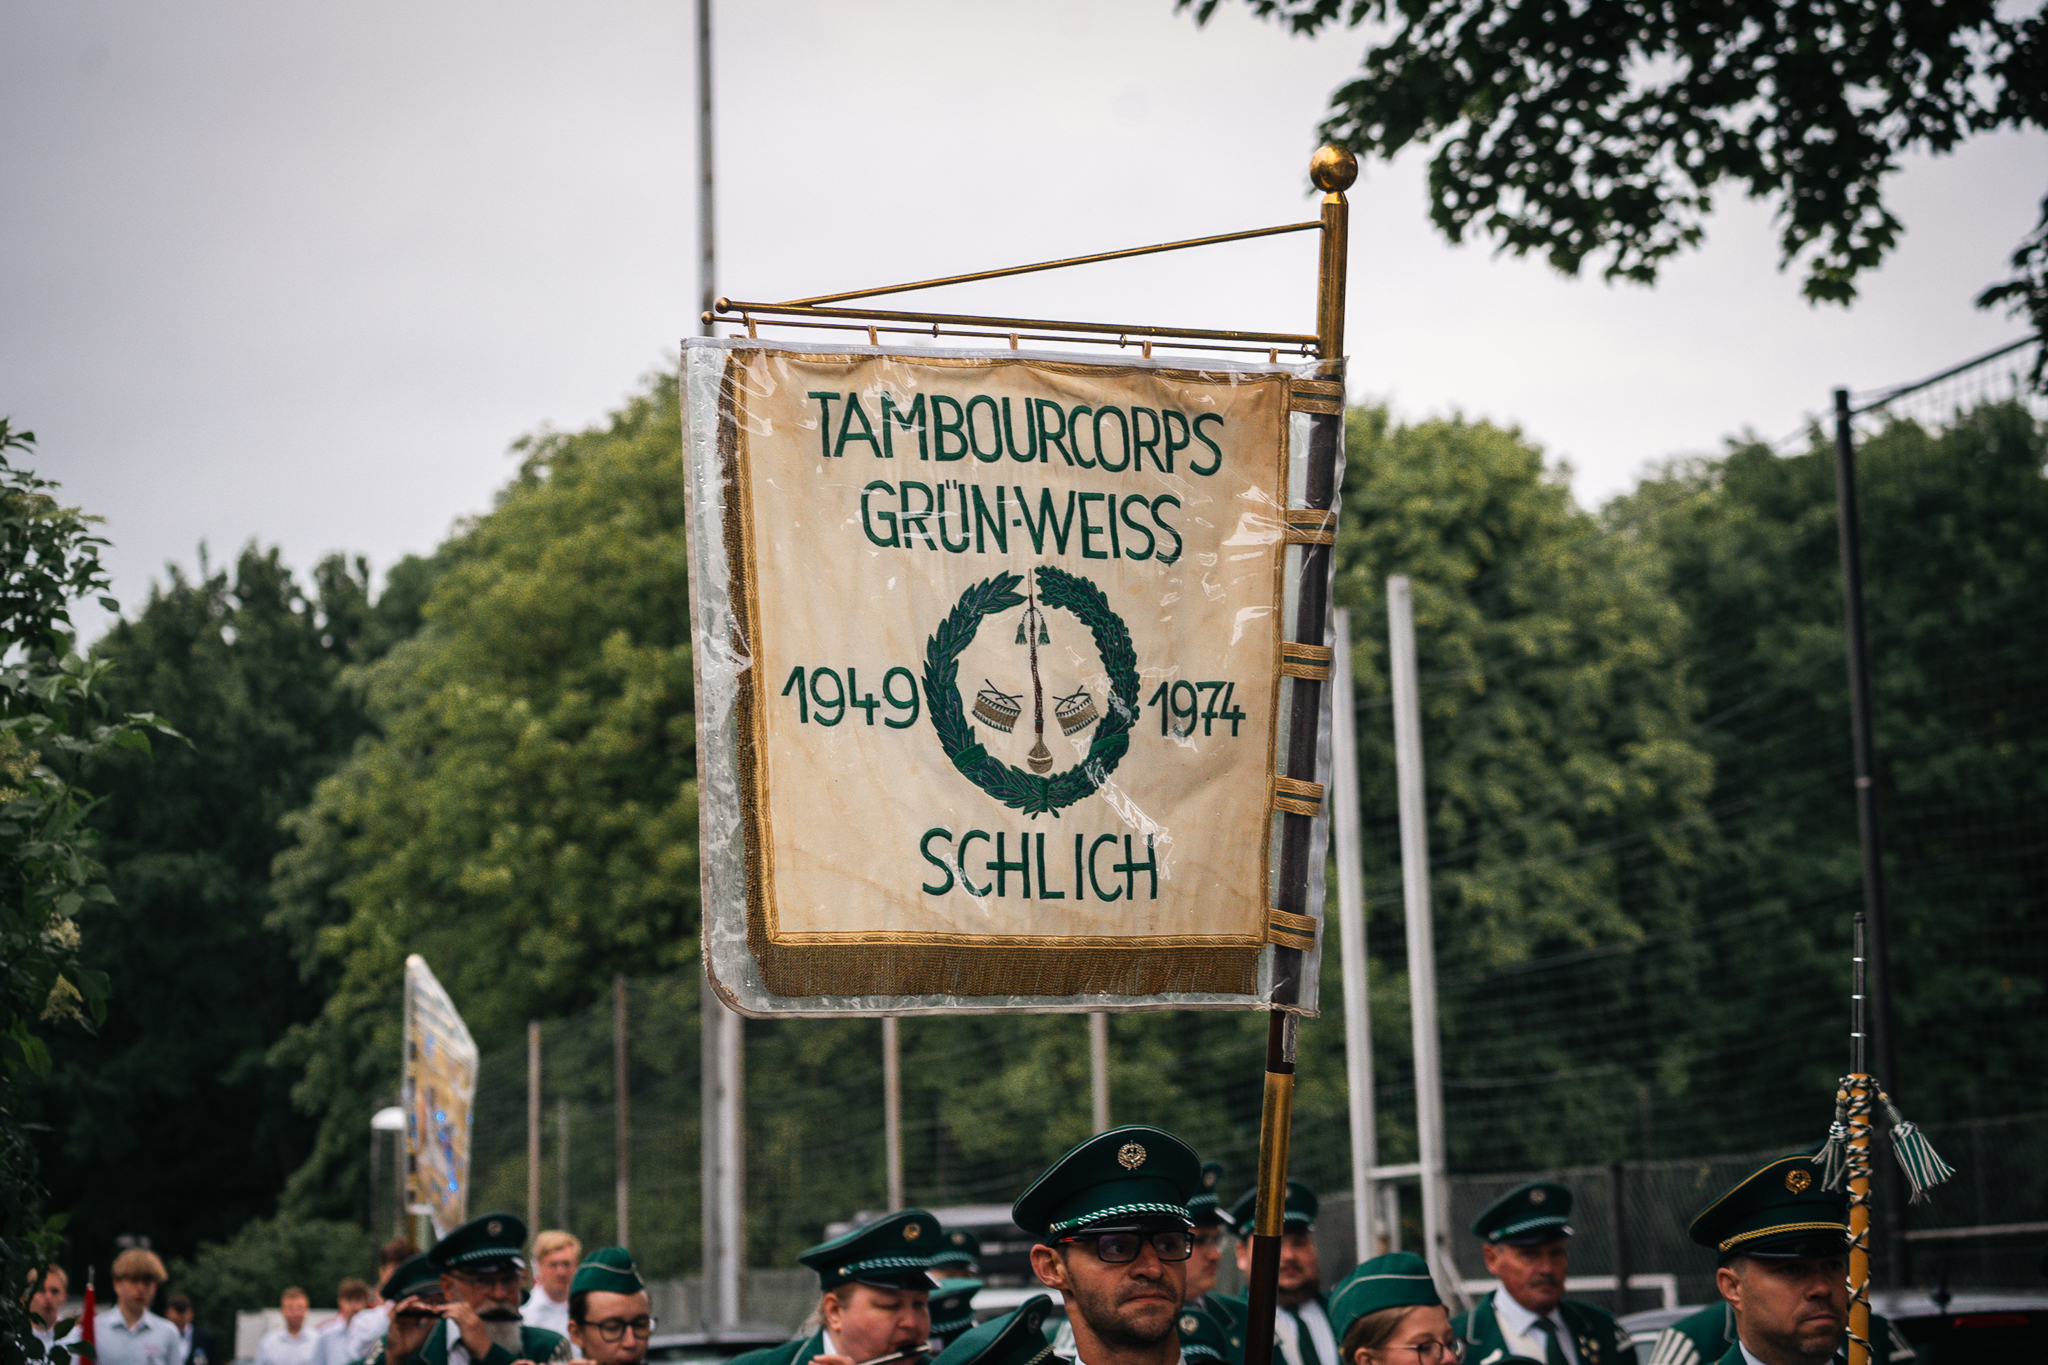 TAMBOURCORPS
GRÜN-WEISS
1949 1974
SCHLICH